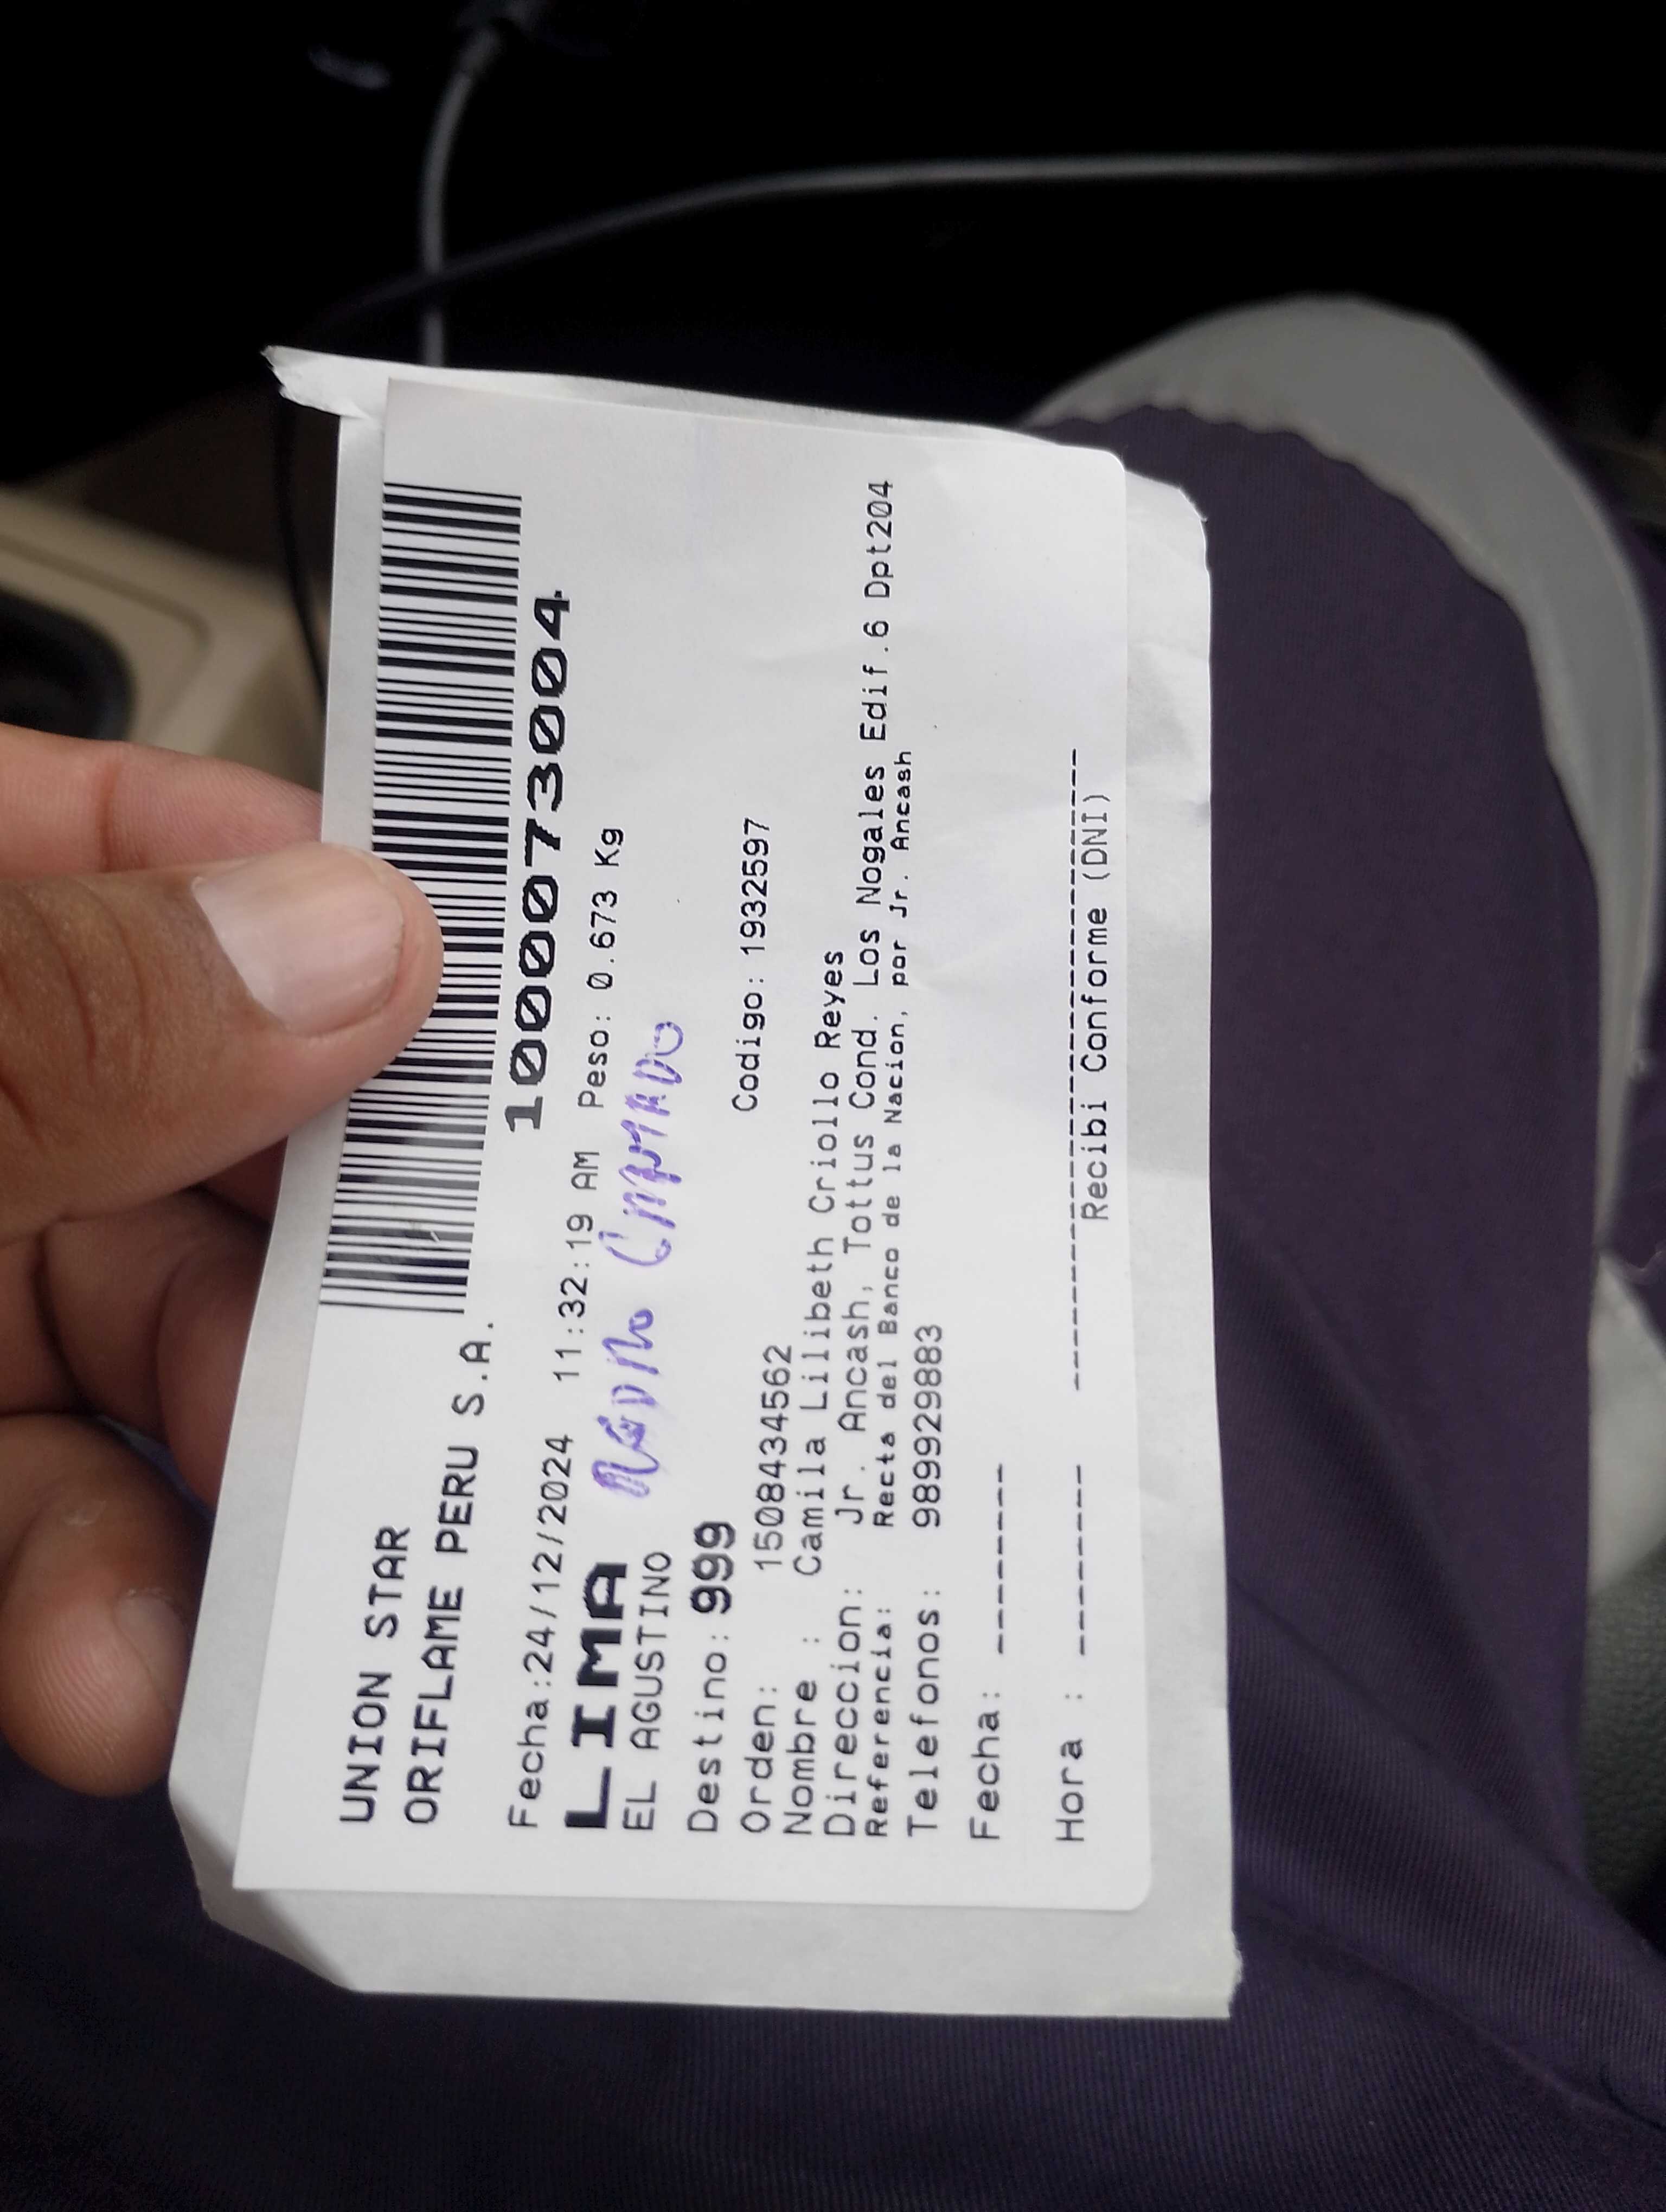 UNION STAR
ORIFLAME PERU S.A.
1000073004
Fecha:24/12/2024 11:32:19 AM Peso: 0.673 Kg
LIMA
EL AGUSTINO
Destino: 999
Codigo: 1932597
Orden: 1508434562
Nombre : Camila Lilibeth Criollo Reyes
Direccion: Jr. Ancash, Tottus Cond. Los Nogales Edif.6 Dpt204
Referencia: Recta del Banco de la Nacion, por Jr. Ancash
Telefonos: 989929883
Fecha: --------
Hora : --------
Recibi Conforme (DNI)